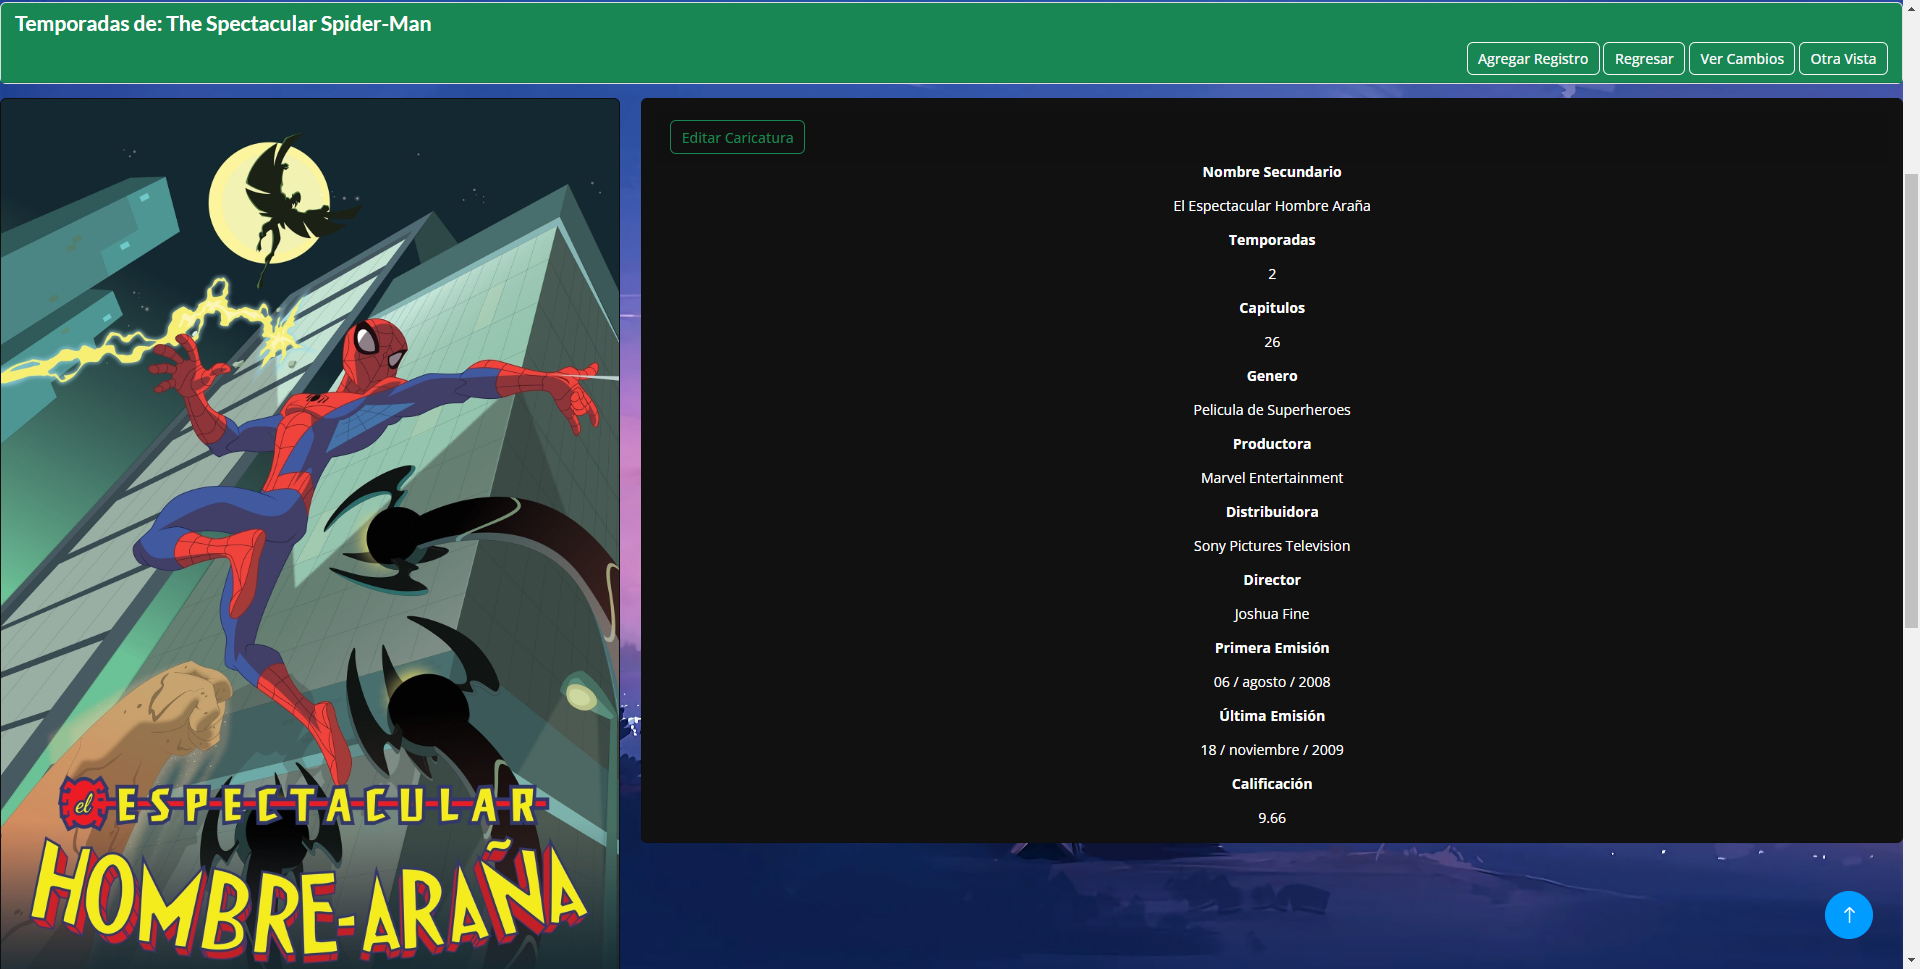 Temporadas de: The Spectacular Spider-Man
Agregar Registro
Regresar
Ver Cambios
Otra Vista
el ESPECTACULAR
HOMBRE-ARAÑA
Editar Caricatura
Nombre Secundario
El Espectacular Hombre Araña
Temporadas
2
Capitulos
26
Genero
Pelicula de Superheroes
Productora
Marvel Entertainment
Distribuidora
Sony Pictures Television
Director
Joshua Fine
Primera Emisión
06 / agosto / 2008
Última Emisión
18 / noviembre / 2009
Calificación
9.66